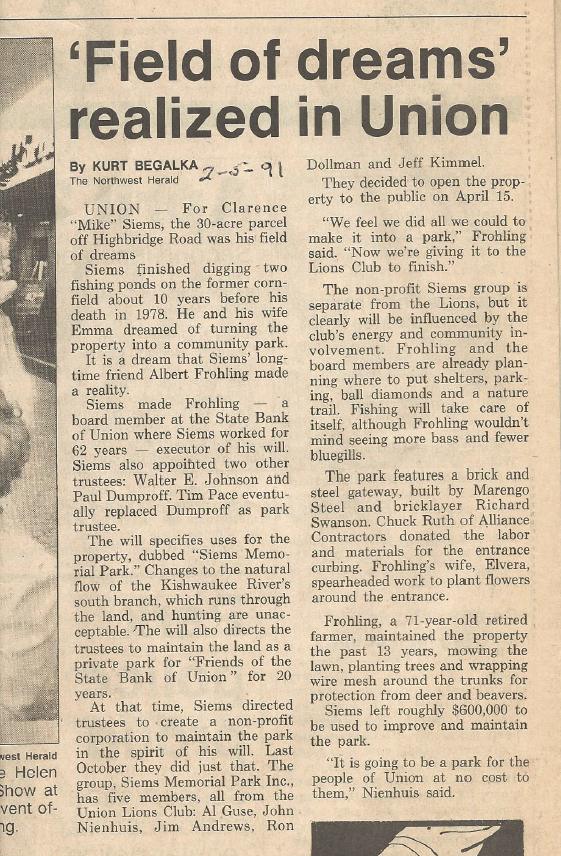 'Field of dreams'
realized in Union
By KURT BEGALKA
The Northwest Herald
2-5-91
UNION — For Clarence
"Mike" Siems, the 30-acre parcel
off Highbridge Road was his field
of dreams
Siems finished digging two
fishing ponds on the former corn-
field about 10 years before his
death in 1978. He and his wife
Emma dreamed of turning the
property into a community park.
It is a dream that Siems' long-
time friend Albert Frohling made
a reality.
Siems made Frohling — a
board member at the State Bank
of Union where Siems worked for
62 years — executor of his will.
Siems also appointed two other
trustees: Walter E. Johnson and
Paul Dumproff. Tim Pace eventu-
ally replaced Dumproff as park
trustee.
The will specifies uses for the
property, dubbed "Siems Memo-
rial Park." Changes to the natural
flow of the Kishwaukee River's
south branch, which runs through
the land, and hunting are unac-
ceptable. The will also directs the
trustees to maintain the land as a
private park for "Friends of the
State Bank of Union" for 20
years.
At that time, Siems directed
trustees to create a non-profit
corporation to maintain the park
in the spirit of his will. Last
October they did just that. The
group, Siems Memorial Park Inc.,
has five members, all from the
Union Lions Club: Al Guse, John
Nienhuis, Jim Andrews, Ron
Dollman and Jeff Kimmel.
They decided to open the prop-
erty to the public on April 15.
"We feel we did all we could to
make it into a park," Frohling
said. "Now we're giving it to the
Lions Club to finish."
The non-profit Siems group is
separate from the Lions, but it
clearly will be influenced by the
club's energy and community in-
volvement. Frohling and the
board members are already plan-
ning where to put shelters, park-
ing, ball diamonds and a nature
trail. Fishing will take care of
itself, although Frohling wouldn't
mind seeing more bass and fewer
bluegills.
The park features a brick and
steel gateway, built by Marengo
Steel and bricklayer Richard
Swanson. Chuck Ruth of Alliance
Contractors donated the labor
and materials for the entrance
curbing. Frohling's wife, Elvera,
spearheaded work to plant flowers
around the entrance.
Frohling, a 71-year-old retired
farmer, maintained the property
the past 13 years, mowing the
lawn, planting trees and wrapping
wire mesh around the trunks for
protection from deer and beavers.
Siems left roughly $600,000 to
be used to improve and maintain
the park.
"It is going to be a park for the
people of Union at no cost to
them," Nienhuis said.
west Herald
e Helen
Show at
vent of-
ng.